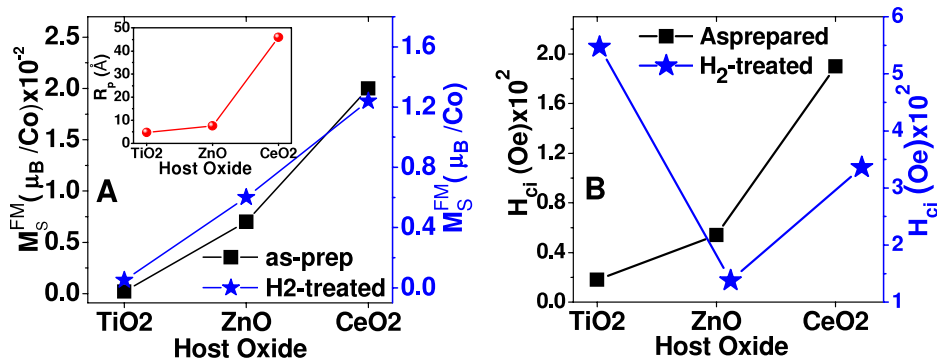 2.5
2.0
1.5
1.0
0.5
0.0
M_S^FM (μ_B/Co)x10^-2
50
40
30
20
10
0
R_P (Å)
TiO2 ZnO CeO2
Host Oxide
A
as-prep
H2-treated
TiO2 ZnO CeO2
Host Oxide
1.6
1.2
0.8
0.4
0.0
M_S^FM (μ_B/Co)x10^-2
2.0
1.6
1.2
0.8
0.4
0.0
H_ci (Oe)x10^2
Asprepared
H_2-treated
B
TiO2 ZnO CeO2
Host Oxide
6
5
4
3
2
1
H_ci (Oe)x10^2